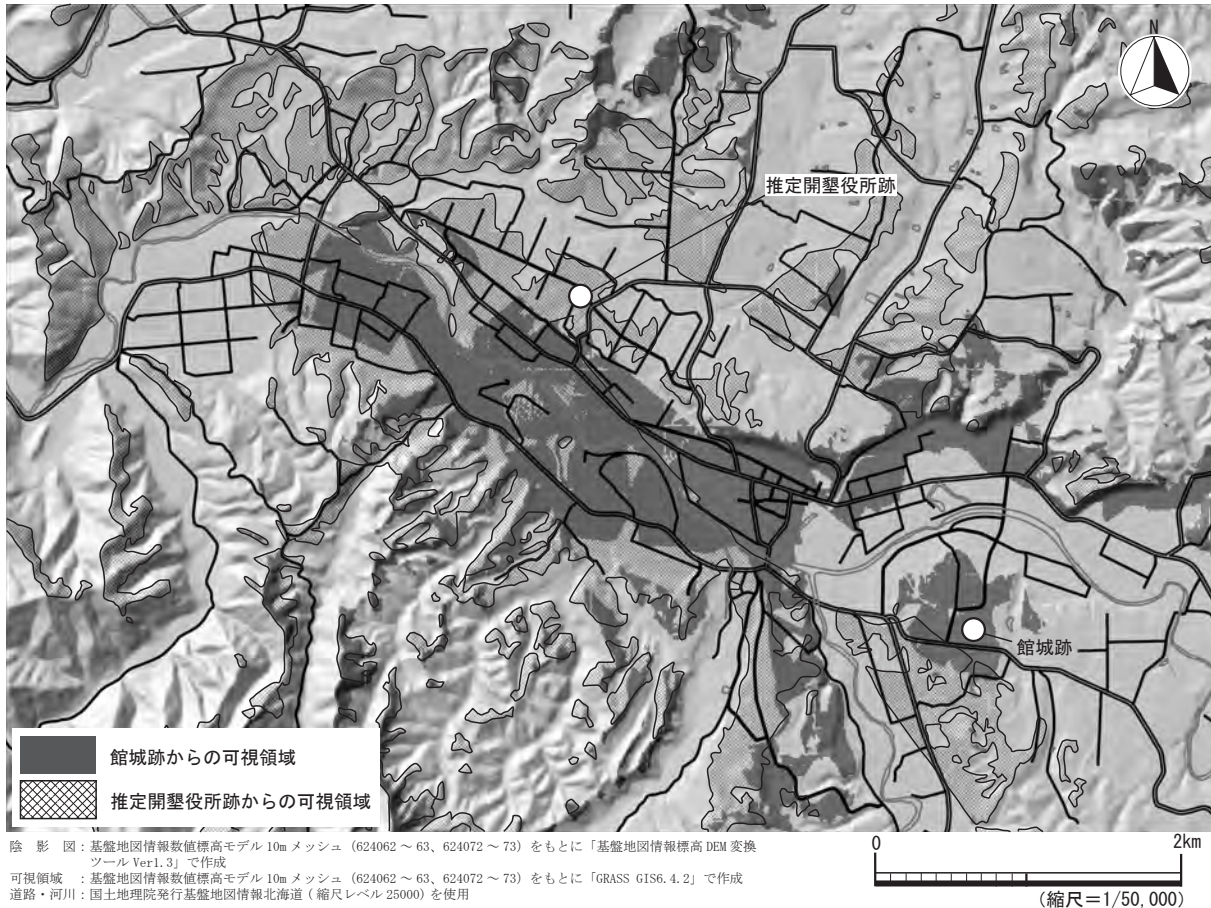 N
推定開墾役所跡
館城跡
館城跡からの可視領域
推定開墾役所跡からの可視領域
陰 影 図：基盤地図情報数値標高モデル 10m メッシュ（624062 ～ 63、624072 ～ 73）をもとに「基盤地図情報標高 DEM 変換
ツール Ver1.3」で作成
可視領域 ：基盤地図情報数値標高モデル 10m メッシュ（624062 ～ 63、624072 ～ 73）をもとに「GRASS GIS6.4.2」で作成
道路・河川：国土地理院発行基盤地図情報北海道 ( 縮尺レベル 25000) を使用
0 2km
(縮尺＝1/50,000)